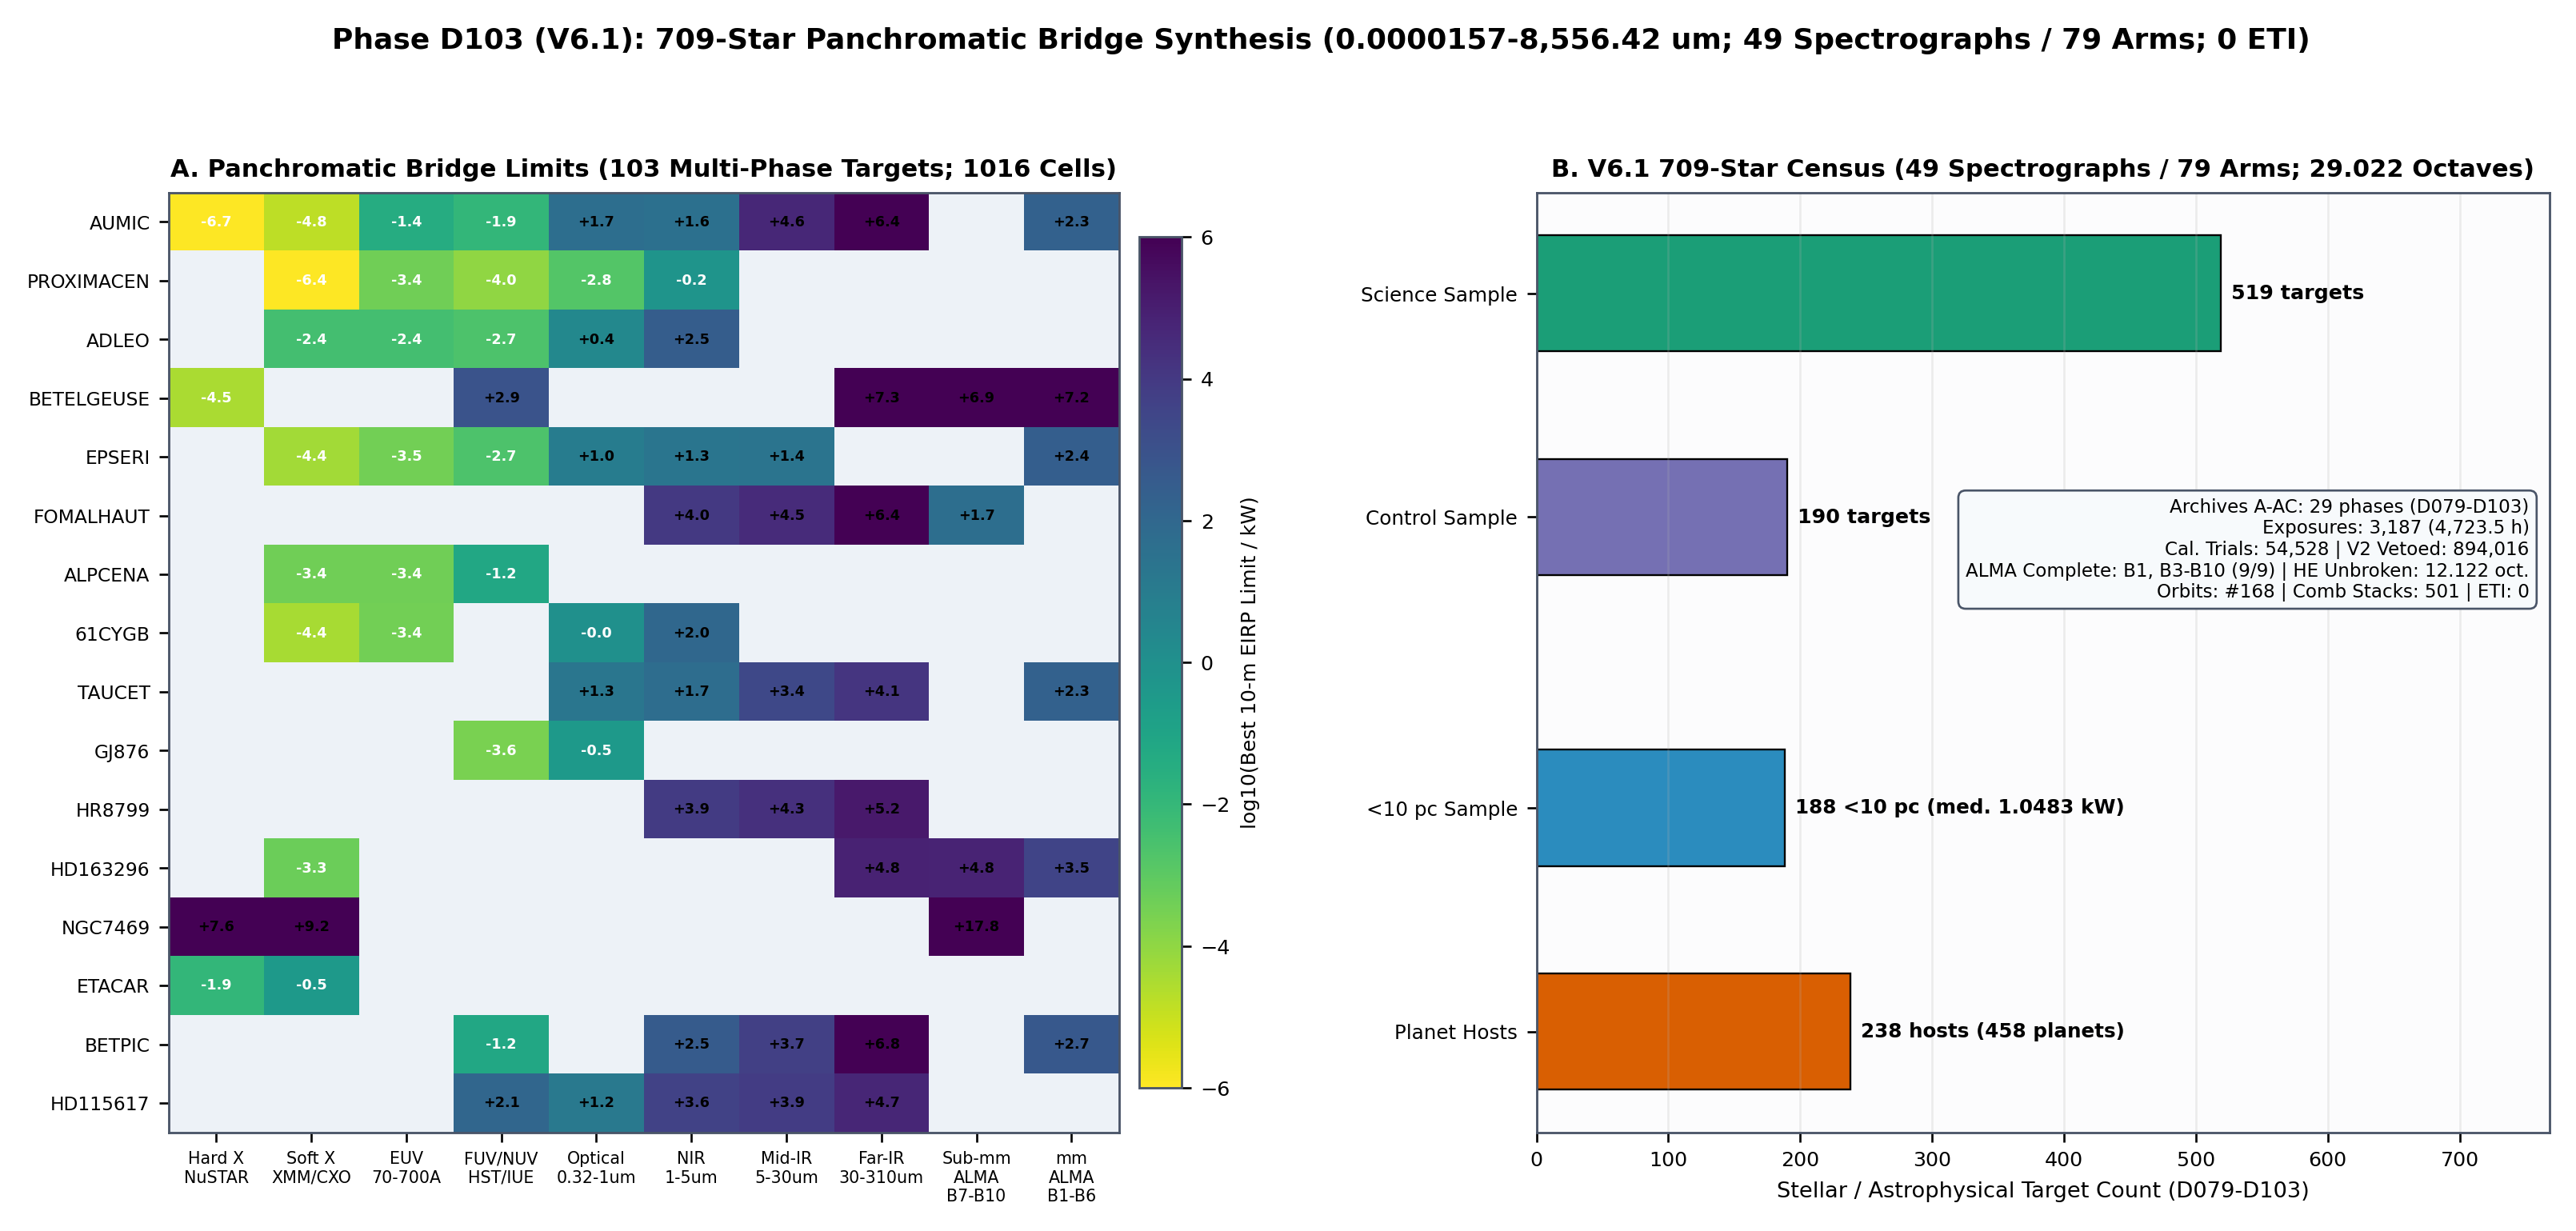 Phase D103 (V6.1): 709-Star Panchromatic Bridge Synthesis (0.0000157-8,556.42 um; 49 Spectrographs / 79 Arms; 0 ETI)
A. Panchromatic Bridge Limits (103 Multi-Phase Targets; 1016 Cells)
AUMIC -6.7 -4.8 -1.4 -1.9 +1.7 +1.6 +4.6 +6.4 +2.3
PROXIMACEN -6.4 -3.4 -4.0 -2.8 -0.2
ADLEO -2.4 -2.4 -2.7 +0.4 +2.5
BETELGEUSE -4.5 +2.9 +7.3 +6.9 +7.2
EPSERI -4.4 -3.5 -2.7 +1.0 +1.3 +1.4 +2.4
FOMALHAUT +4.0 +4.5 +6.4 +1.7
ALPCENA -3.4 -3.4 -1.2
61CYGB -4.4 -3.4 -0.0 +2.0
TAUCET +1.3 +1.7 +3.4 +4.1 +2.3
GJ876 -3.6 -0.5
HR8799 +3.9 +4.3 +5.2
HD163296 -3.3 +4.8 +4.8 +3.5
NGC7469 +7.6 +9.2 +17.8
ETACAR -1.9 -0.5
BETPIC -1.2 +2.5 +3.7 +6.8 +2.7
HD115617 +2.1 +1.2 +3.6 +3.9 +4.7
Hard X Soft X EUV FUV/NUV Optical NIR Mid-IR Far-IR Sub-mm mm
NuSTAR XMM/CXO 70-700A HST/IUE 0.32-1um 1-5um 5-30um 30-310um ALMA ALMA
B7-B10 B1-B6
6
4
2
0
−2
−4
−6
log10(Best 10-m EIRP Limit / kW)
B. V6.1 709-Star Census (49 Spectrographs / 79 Arms; 29.022 Octaves)
Science Sample 519 targets
Control Sample 190 targets
Archives A-AC: 29 phases (D079-D103)
Exposures: 3,187 (4,723.5 h)
Cal. Trials: 54,528 | V2 Vetoed: 894,016
ALMA Complete: B1, B3-B10 (9/9) | HE Unbroken: 12.122 oct.
Orbits: #168 | Comb Stacks: 501 | ETI: 0
<10 pc Sample 188 <10 pc (med. 1.0483 kW)
Planet Hosts 238 hosts (458 planets)
0 100 200 300 400 500 600 700
Stellar / Astrophysical Target Count (D079-D103)